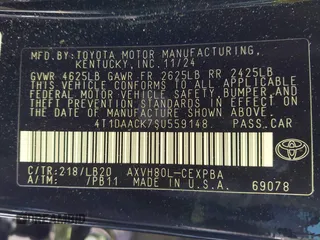 MFD.BY:TOYOTA MOTOR MANUFACTURING,
KENTUCKY, INC. 11/24
GVWR 4625LB GAWR FR 2625LB RR 2425LB
THIS VEHICLE CONFORMS TO ALL APPLICABLE
FEDERAL MOTOR VEHICLE SAFETY,
BUMPER, AND THEFT PREVENTION
STANDARDS IN EFFECT ON THE DATE OF
MANUFACTURE SHOWN ABOVE.
4T1DAACK7SU559148 PASS.CAR
C/TR:218/LB20 AXVH80L-CEXPBA
A/TM: /PB11 MADE IN U.S.A. 69078
TOYOTA